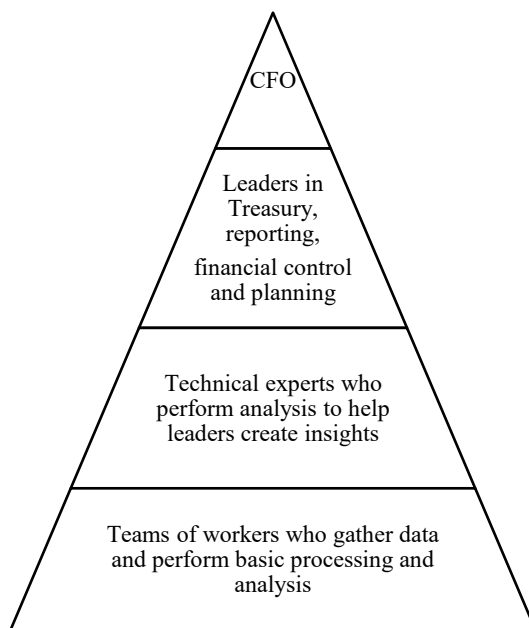 CFO
Leaders in
Treasury,
reporting,
financial control
and planning
Technical experts who
perform analysis to help
leaders create insights
Teams of workers who gather data
and perform basic processing and
analysis